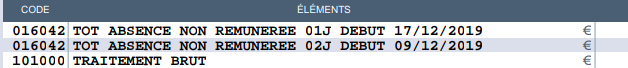 CODE ÉLÉMENTS
016042 TOT ABSENCE NON REMUNEREE 01J DEBUT 17/12/2019 €
016042 TOT ABSENCE NON REMUNEREE 02J DEBUT 09/12/2019 €
101000 TRAITEMENT BRUT €